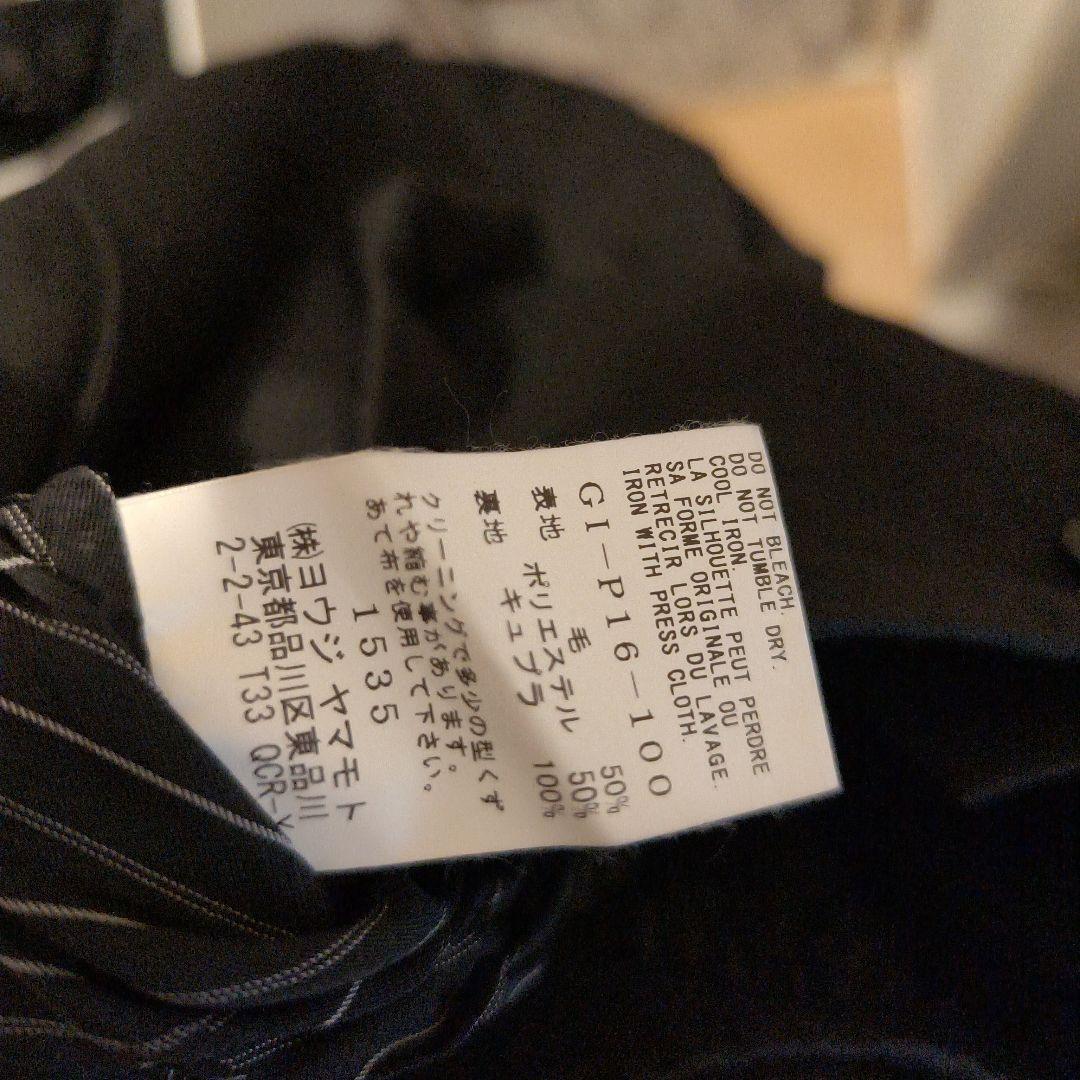 DO NOT BLEACH.
DO NOT TUMBLE DRY.
COOL IRON.
LA SILHOUETTE PEUT PERDRE
SA FORME ORIGINALE OU
RETRECIR LORS DU LAVAGE.
IRON WITH PRESS CLOTH.
GI-P16-100
表地 毛 50%
ポリエステル 50%
裏地 キュプラ 100%
クリーニングで多少の型くず
れや縮む事があります。
あて布を使用して下さい。
1535
(株)ヨウジ ヤマモト
東京都品川区東品川
2-2-43 T33 QCR-Y